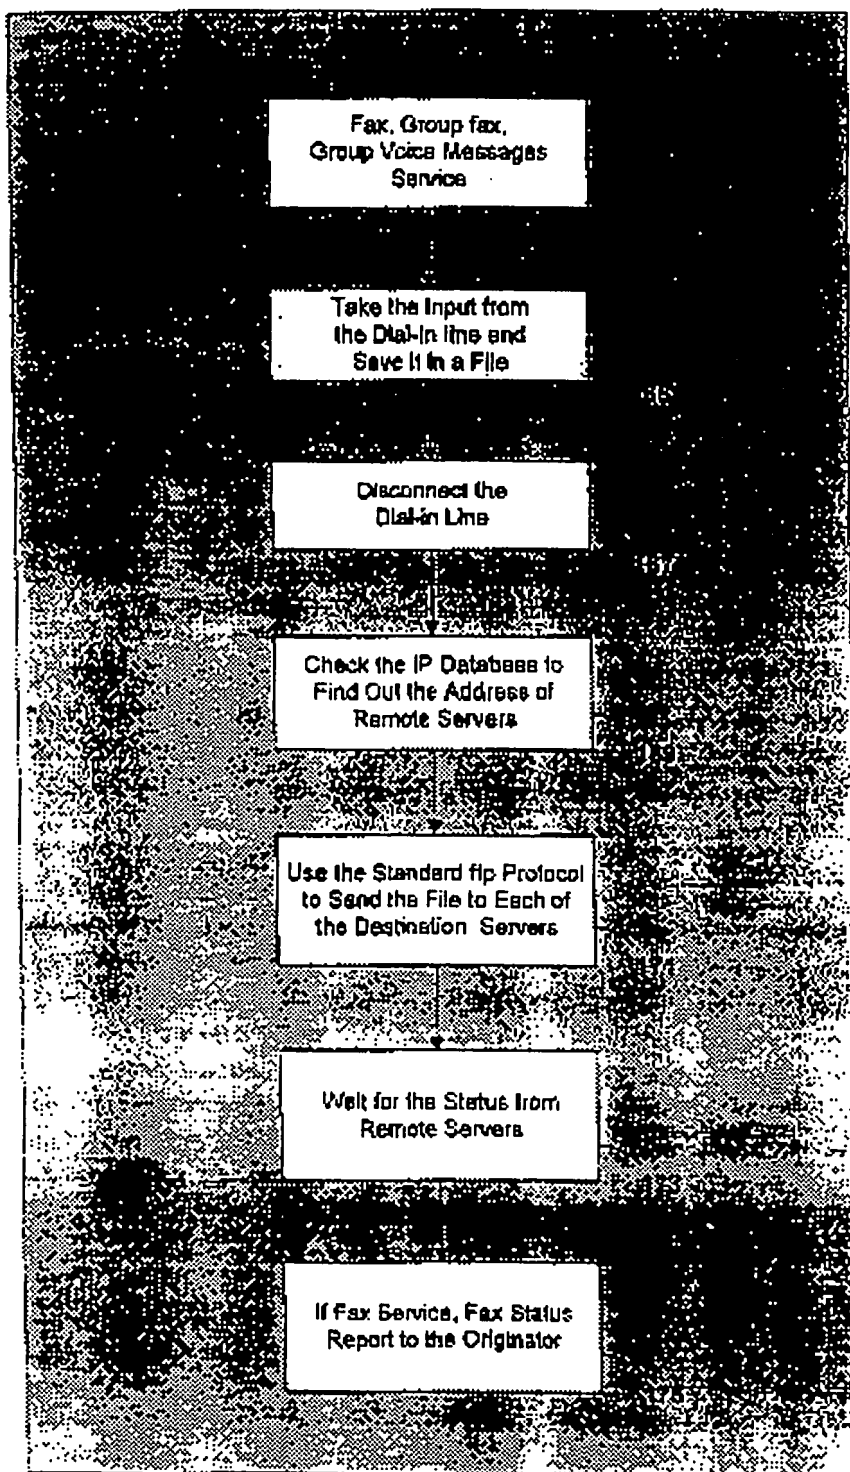 Fax, Group fax,
Group Voice Messages
Service
Take the Input from
the Dial-in line and
Save it in a File
Disconnect the
Dial-in Line
Check the IP Database to
Find Out the Address of
Remote Servers
Use the Standard ftp Protocol
to Send the File to Each of
the Destination Servers
Wait for the Status from
Remote Servers
If Fax Service, Fax Status
Report to the Originator